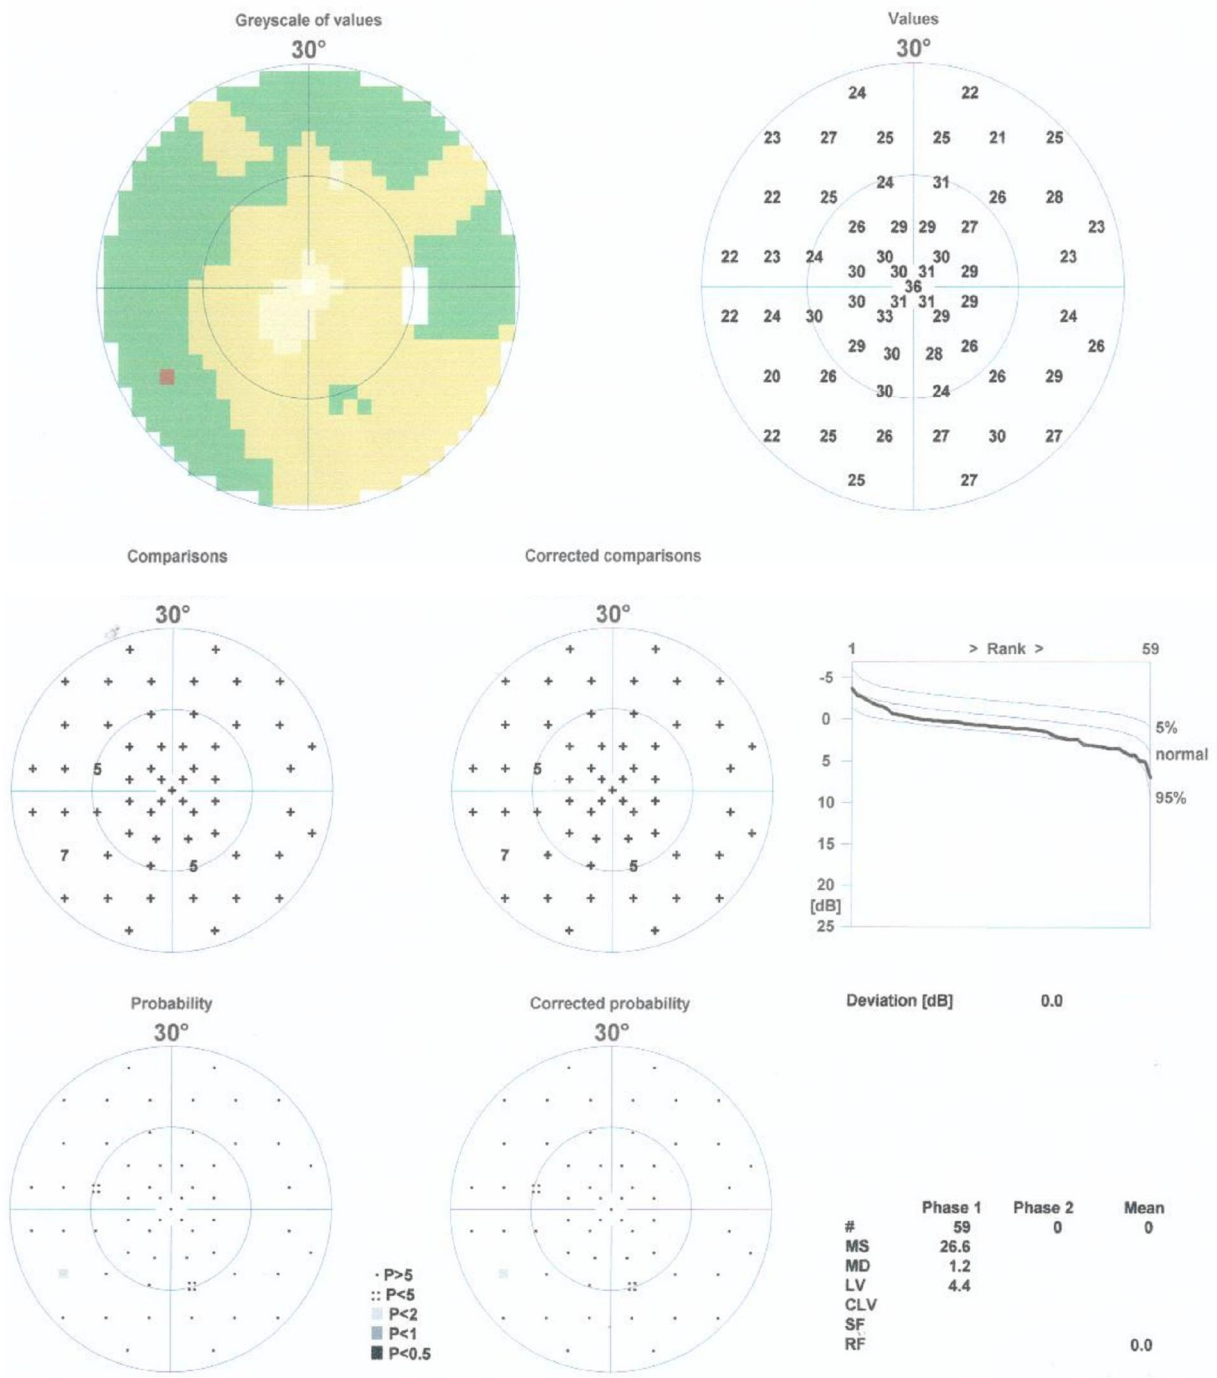 Greyscale of values
30°
Values
30°
24 22
23 27 25 25 21 25
24 31
22 25 26 28
26 29 29 27 23
22 23 24 30 30 23
30 30 31 29
36
30 31 31 29
22 24 30 33 29 24
29 30 28 26 26
20 26 26 29
30 24
22 25 26 27 30 27
25 27
Comparisons
Corrected comparisons
30°
5
7
5
30°
5
7
5
1 > Rank > 59
-5
0
5
10
15
20
[dB]
25
5%
normal
95%
Probability
30°
Corrected probability
30°
Deviation [dB] 0.0
P>5
P<5
P<2
P<1
P<0.5
Phase 1 Phase 2 Mean
# 59 0 0
MS 26.6
MD 1.2
LV 4.4
CLV
SF
RF 0.0